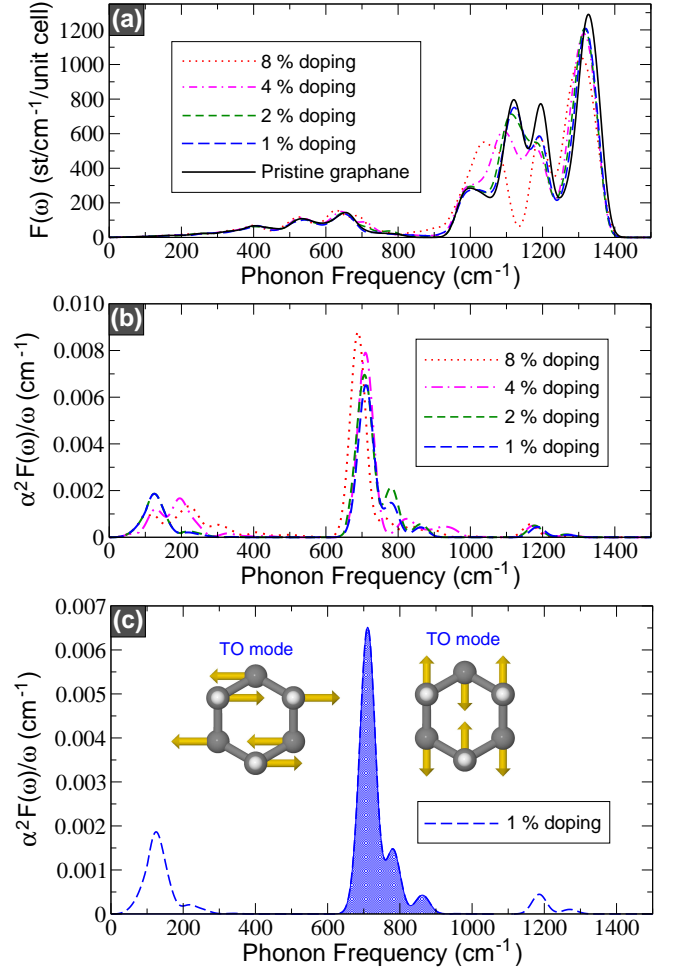 (a)
F(ω) (st/cm⁻¹/unit cell)
1200
1000
800
600
400
200
0
8 % doping
4 % doping
2 % doping
1 % doping
Pristine graphane
0 200 400 600 800 1000 1200 1400
Phonon Frequency (cm⁻¹)
(b)
α²F(ω)/ω (cm⁻¹)
0.010
0.008
0.006
0.004
0.002
0.000
8 % doping
4 % doping
2 % doping
1 % doping
0 200 400 600 800 1000 1200 1400
Phonon Frequency (cm⁻¹)
(c)
α²F(ω)/ω (cm⁻¹)
0.007
0.006
0.005
0.004
0.003
0.002
0.001
0
TO mode
TO mode
1 % doping
0 200 400 600 800 1000 1200 1400
Phonon Frequency (cm⁻¹)